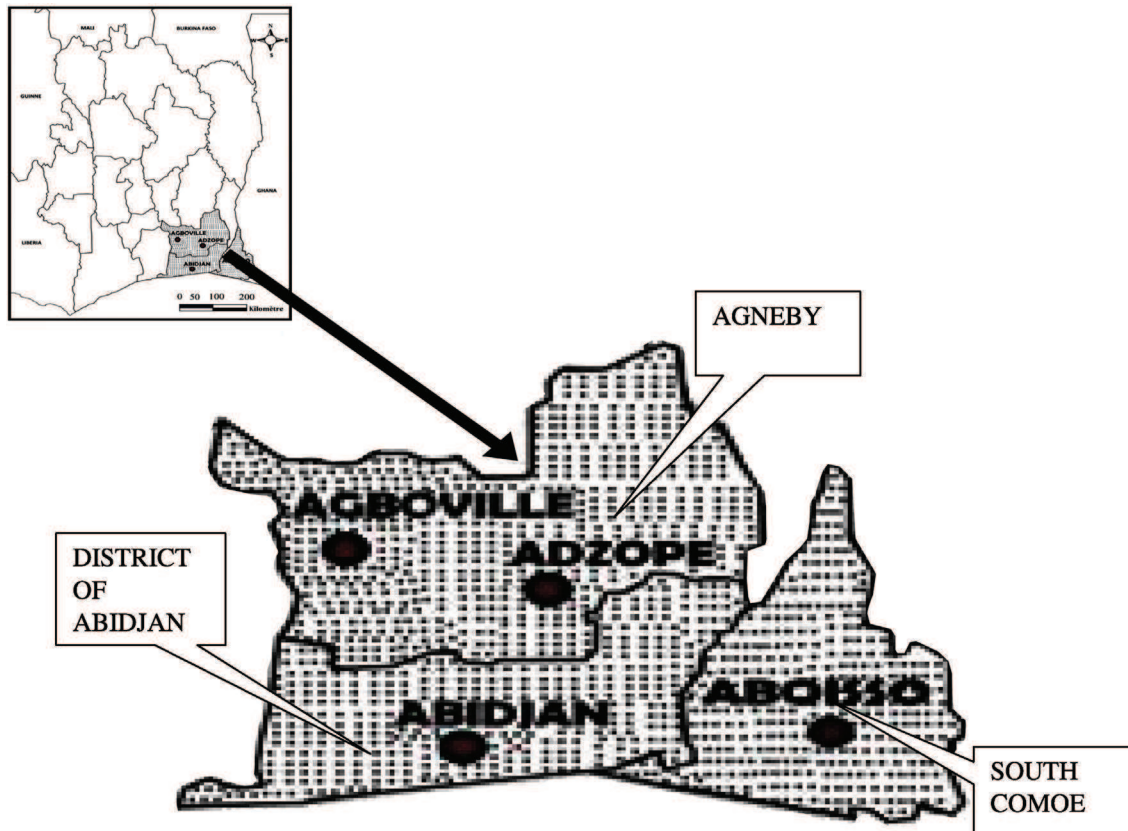 MALI
BURKINA FASO
N
W E
S
GUINNE
GHANA
LIBERIA
AGBOVILLE
ADZOPE
ABIDJAN
0 50 100 200
Kilomètre
AGNEBY
AGBOVILLE
ADZOPE
DISTRICT
OF
ABIDJAN
ABOISSO
ABIDJAN
SOUTH
COMOE